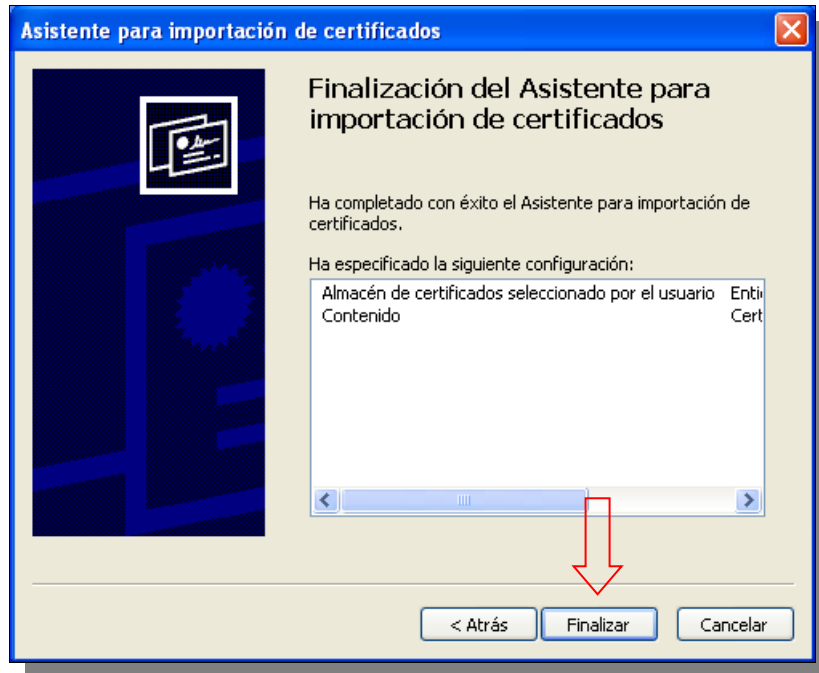 Asistente para importación de certificados
Finalización del Asistente para
importación de certificados
Ha completado con éxito el Asistente para importación de
certificados.
Ha especificado la siguiente configuración:
Almacén de certificados seleccionado por el usuario Enti
Contenido Cert
< Atrás Finalizar Cancelar